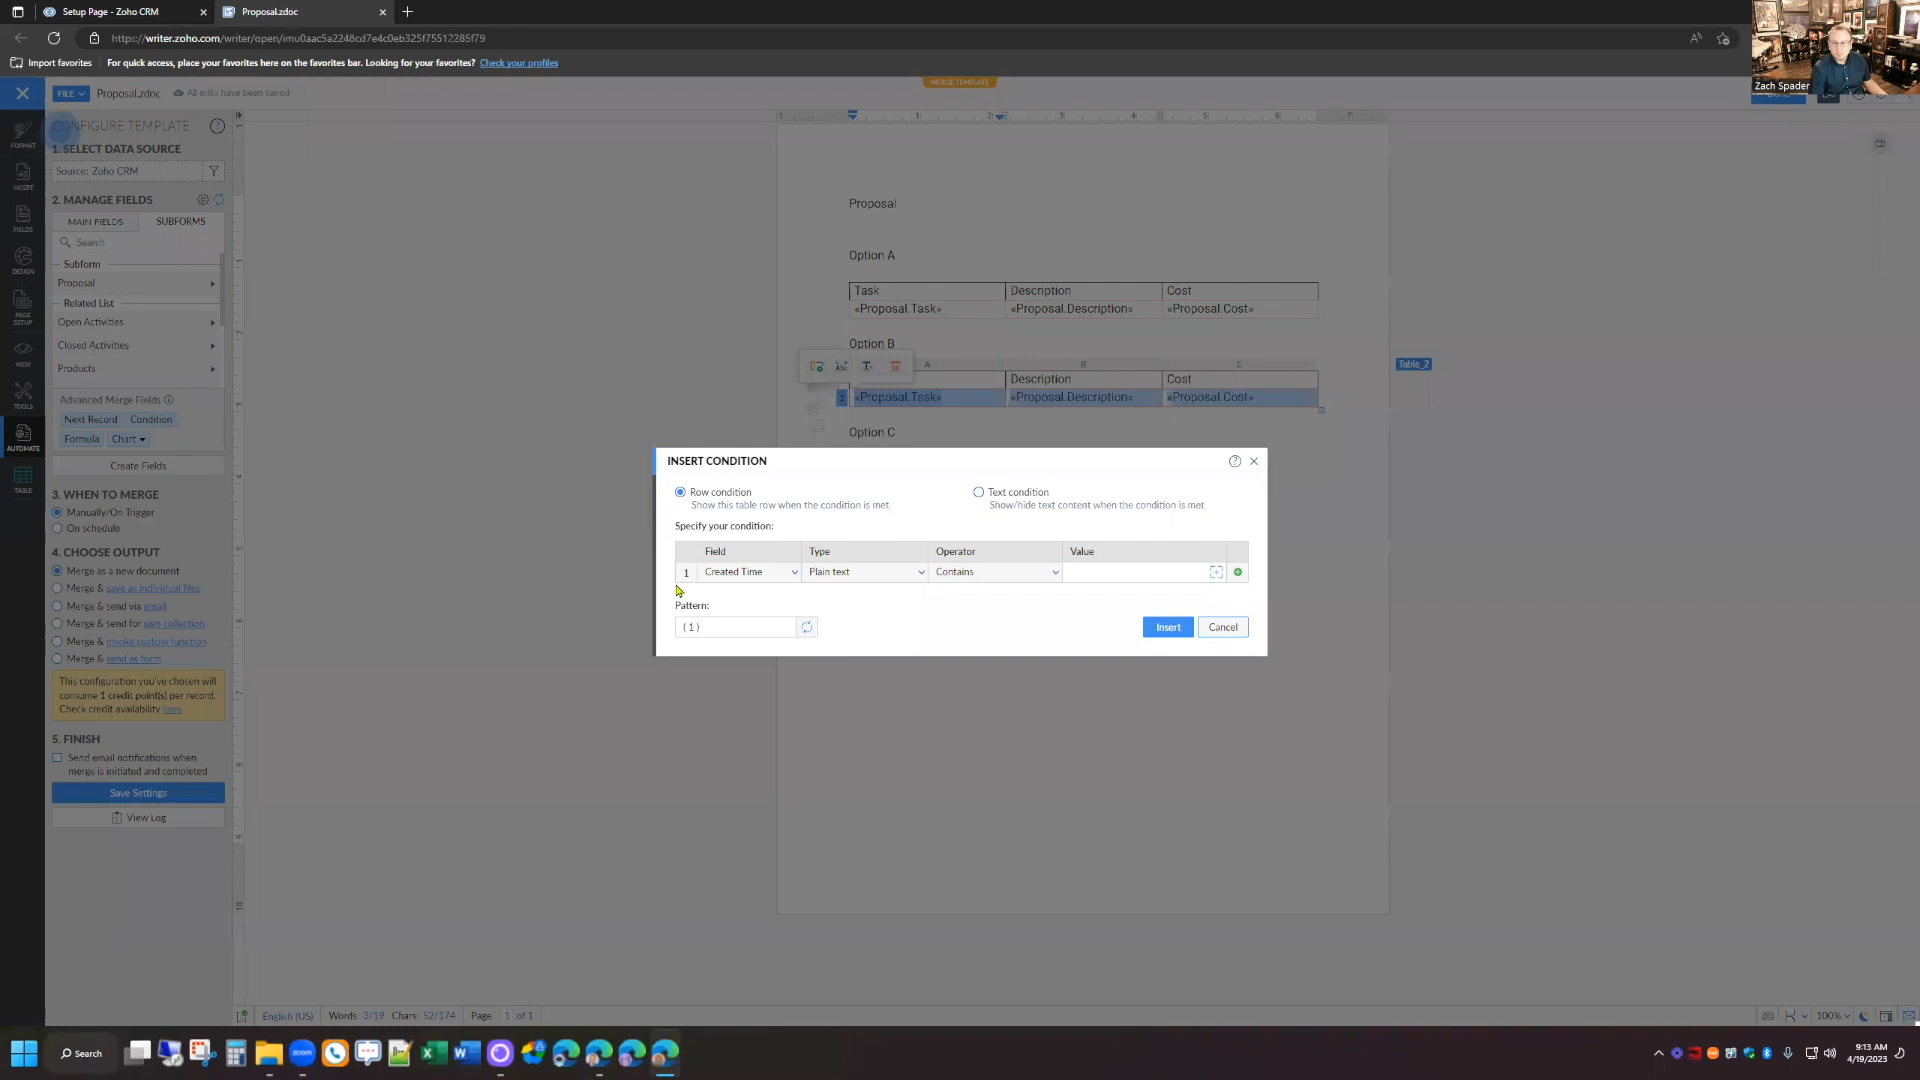 Setup Page - Zoho CRM
Proposal.zdoc
https://writer.zoho.com/writer/open/imu0aac5a2248cd7e4c0eb325f75512285f79
Import favorites
For quick access, place your favorites here on the favorites bar. Looking for your favorites? Check your profiles
Zach Spader
FILE
Proposal.zdoc
All edits have been saved
MERGE TEMPLATE
CONFIGURE TEMPLATE
1. SELECT DATA SOURCE
Source: Zoho CRM
2. MANAGE FIELDS
MAIN FIELDS
SUBFORMS
Search
Subform
Proposal
Related List
Open Activities
Closed Activities
Products
Advanced Merge Fields
Next Record
Condition
Formula
Chart
Create Fields
3. WHEN TO MERGE
Manually/On Trigger
On schedule
4. CHOOSE OUTPUT
Merge as a new document
Merge & save as individual files
Merge & send via email
Merge & send for sign collection
Merge & invoke custom function
Merge & send as form
This configuration you've chosen will
consume 1 credit point(s) per record.
Check credit availability here
5. FINISH
Send email notifications when
merge is initiated and completed
Save Settings
View Log
FORMAT
INSERT
FIELDS
DESIGN
PAGE
SETUP
VIEW
TOOLS
AUTOMATE
TABLE
Proposal
Option A
Task Description Cost
«Proposal.Task» «Proposal.Description» «Proposal.Cost»
Option B
A B C
Table_2
Description Cost
2 «Proposal.Task» «Proposal.Description» «Proposal.Cost»
Option C
INSERT CONDITION
Row condition
Show this table row when the condition is met
Text condition
Show/hide text content when the condition is met
Specify your condition:
Field Type Operator Value
1 Created Time Plain text Contains
Pattern:
( 1 )
Insert
Cancel
English (US)
Words: 3/19 Chars: 52/174
Page: 1 of 1
100%
Search
9:13 AM
4/19/2023